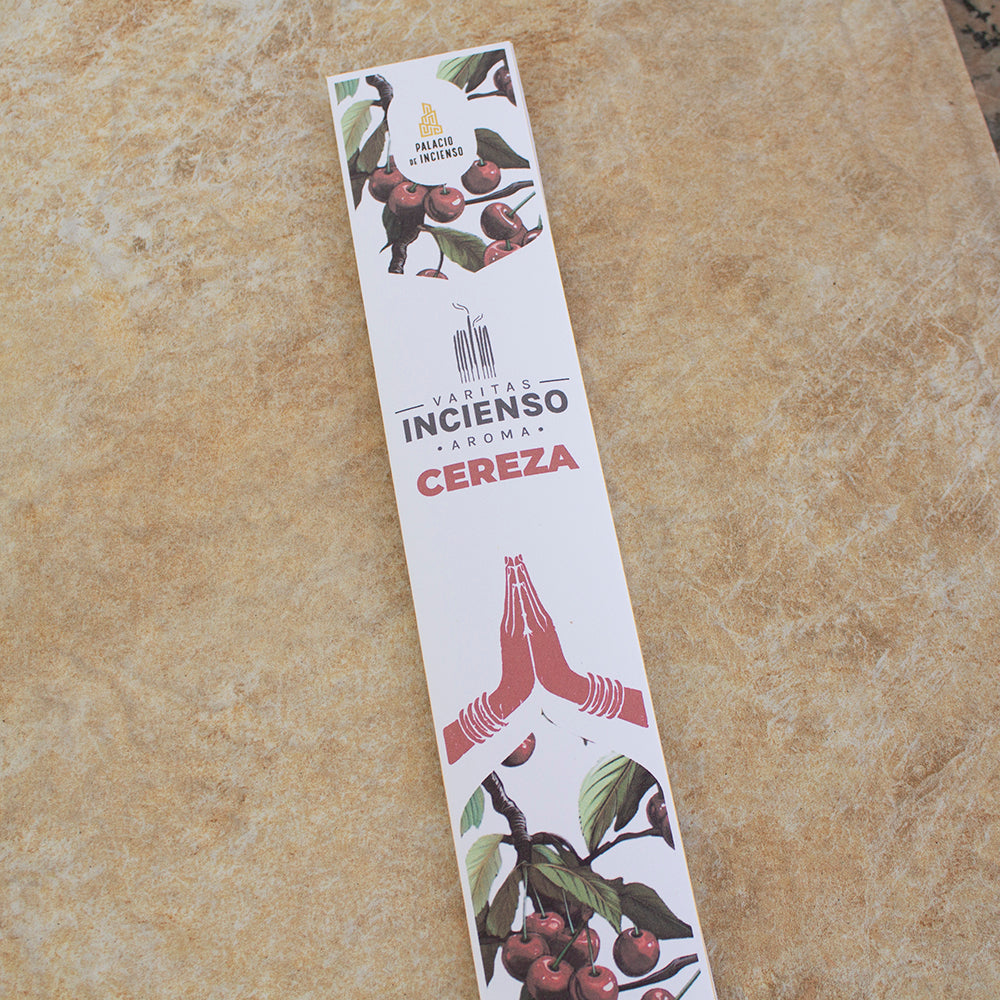 PALACIO
DE INCIENSO
VARITAS
INCIENSO
• AROMA •
CEREZA